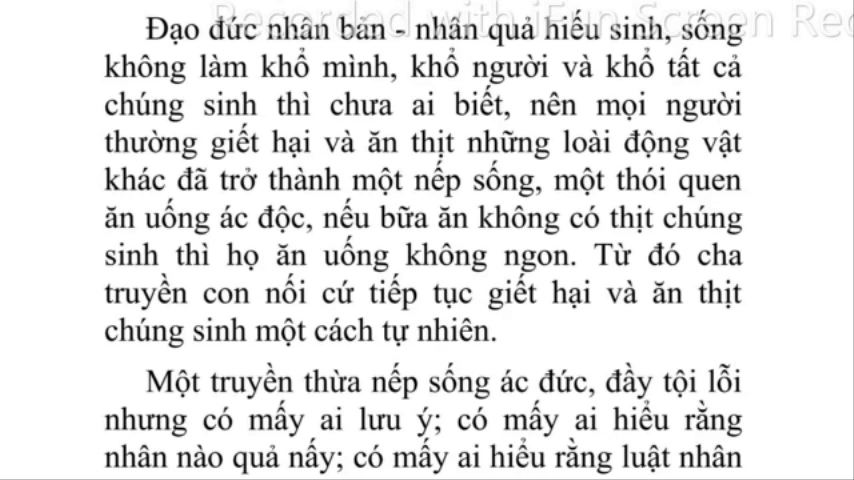 Recorded with iFun Screen Rec
Đạo đức nhân bản - nhân quả hiếu sinh, sống
không làm khổ mình, khổ người và khổ tất cả
chúng sinh thì chưa ai biết, nên mọi người
thường giết hại và ăn thịt những loài động vật
khác đã trở thành một nếp sống, một thói quen
ăn uống ác độc, nếu bữa ăn không có thịt chúng
sinh thì họ ăn uống không ngon. Từ đó cha
truyền con nối cứ tiếp tục giết hại và ăn thịt
chúng sinh một cách tự nhiên.
Một truyền thừa nếp sống ác đức, đầy tội lỗi
nhưng có mấy ai lưu ý; có mấy ai hiểu rằng
nhân nào quả nấy; có mấy ai hiểu rằng luật nhân